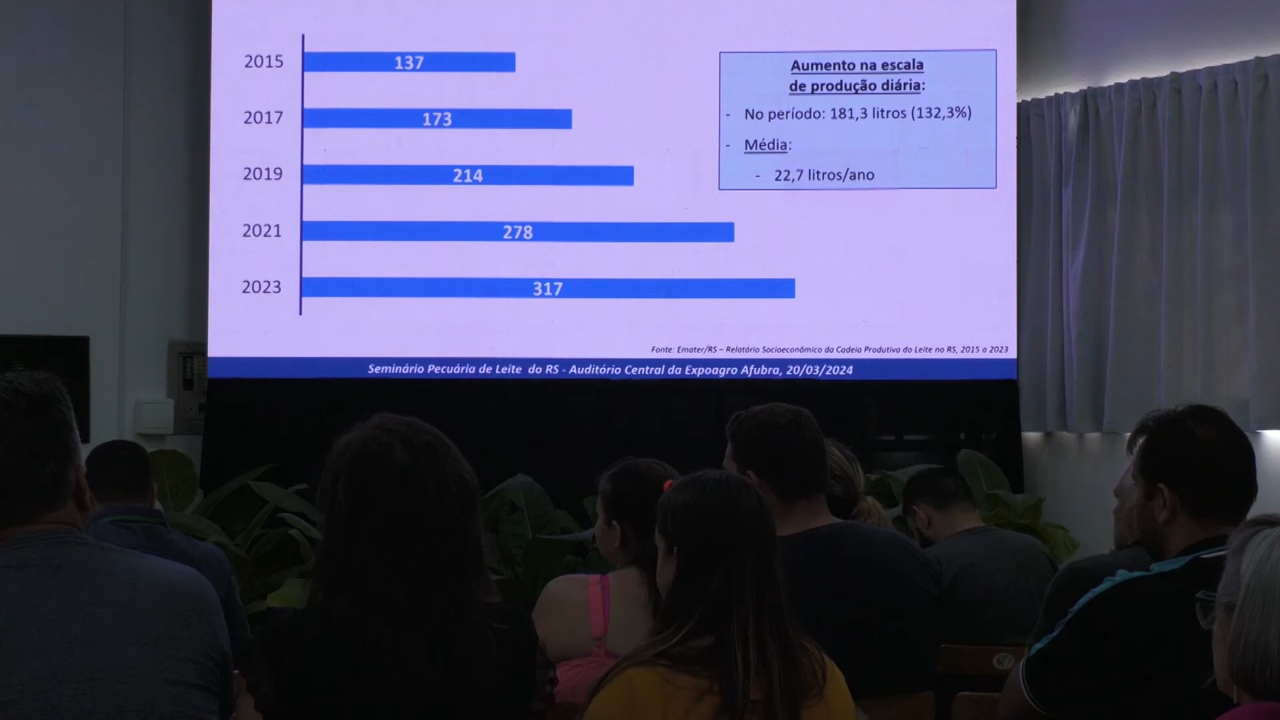 2015
137
2017
173
2019
214
2021
278
2023
317
Aumento na escala
de produção diária:
- No período: 181,3 litros (132,3%)
- Média:
- 22,7 litros/ano
Fonte: Emater/RS – Relatório Socioeconômico da Cadeia Produtiva do Leite no RS, 2015 a 2023
Seminário Pecuária de Leite do RS - Auditório Central da Expoagro Afubra, 20/03/2024